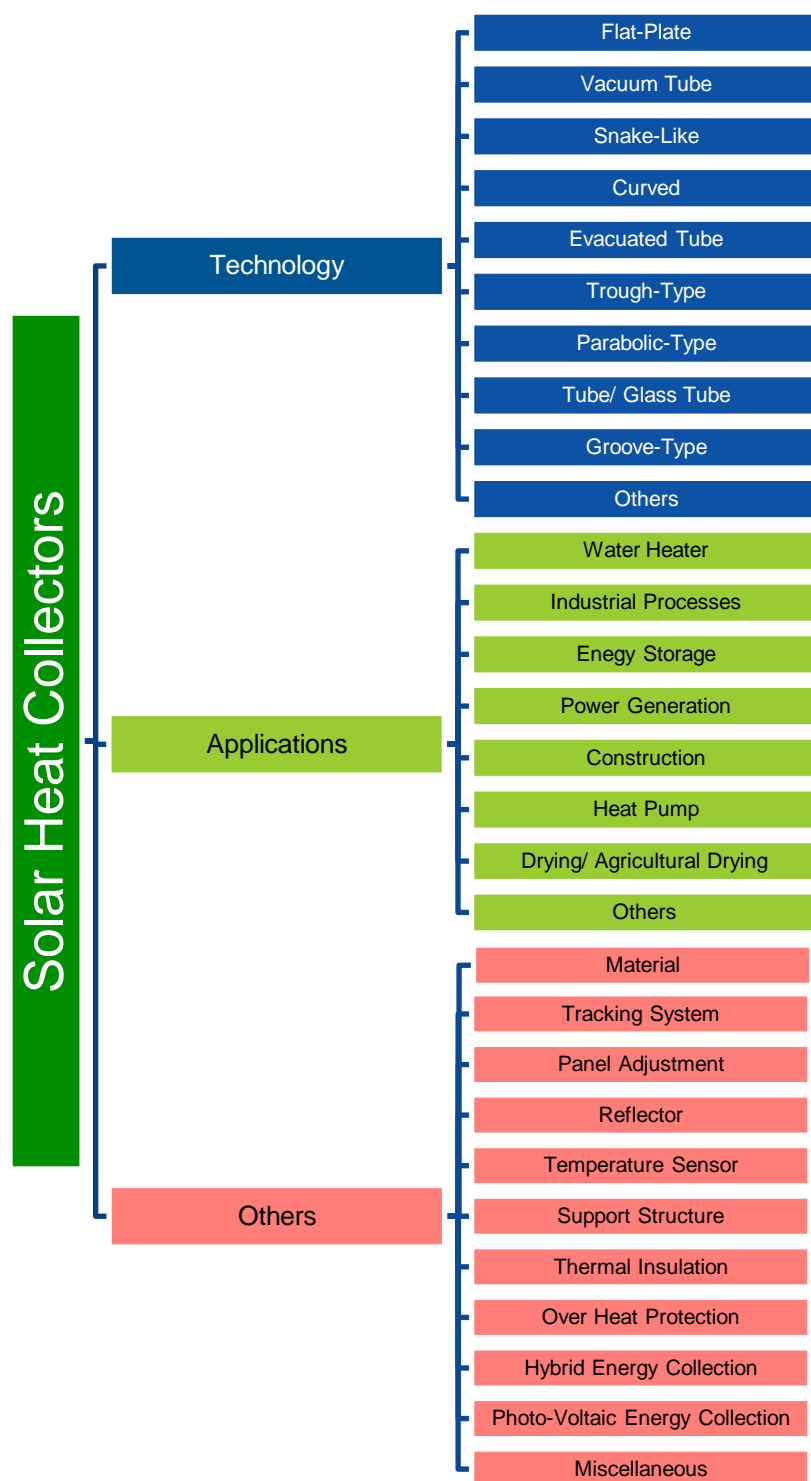 Solar Heat Collectors
Technology
Flat-Plate
Vacuum Tube
Snake-Like
Curved
Evacuated Tube
Trough-Type
Parabolic-Type
Tube/ Glass Tube
Groove-Type
Others
Applications
Water Heater
Industrial Processes
Enegy Storage
Power Generation
Construction
Heat Pump
Drying/ Agricultural Drying
Others
Others
Material
Tracking System
Panel Adjustment
Reflector
Temperature Sensor
Support Structure
Thermal Insulation
Over Heat Protection
Hybrid Energy Collection
Photo-Voltaic Energy Collection
Miscellaneous